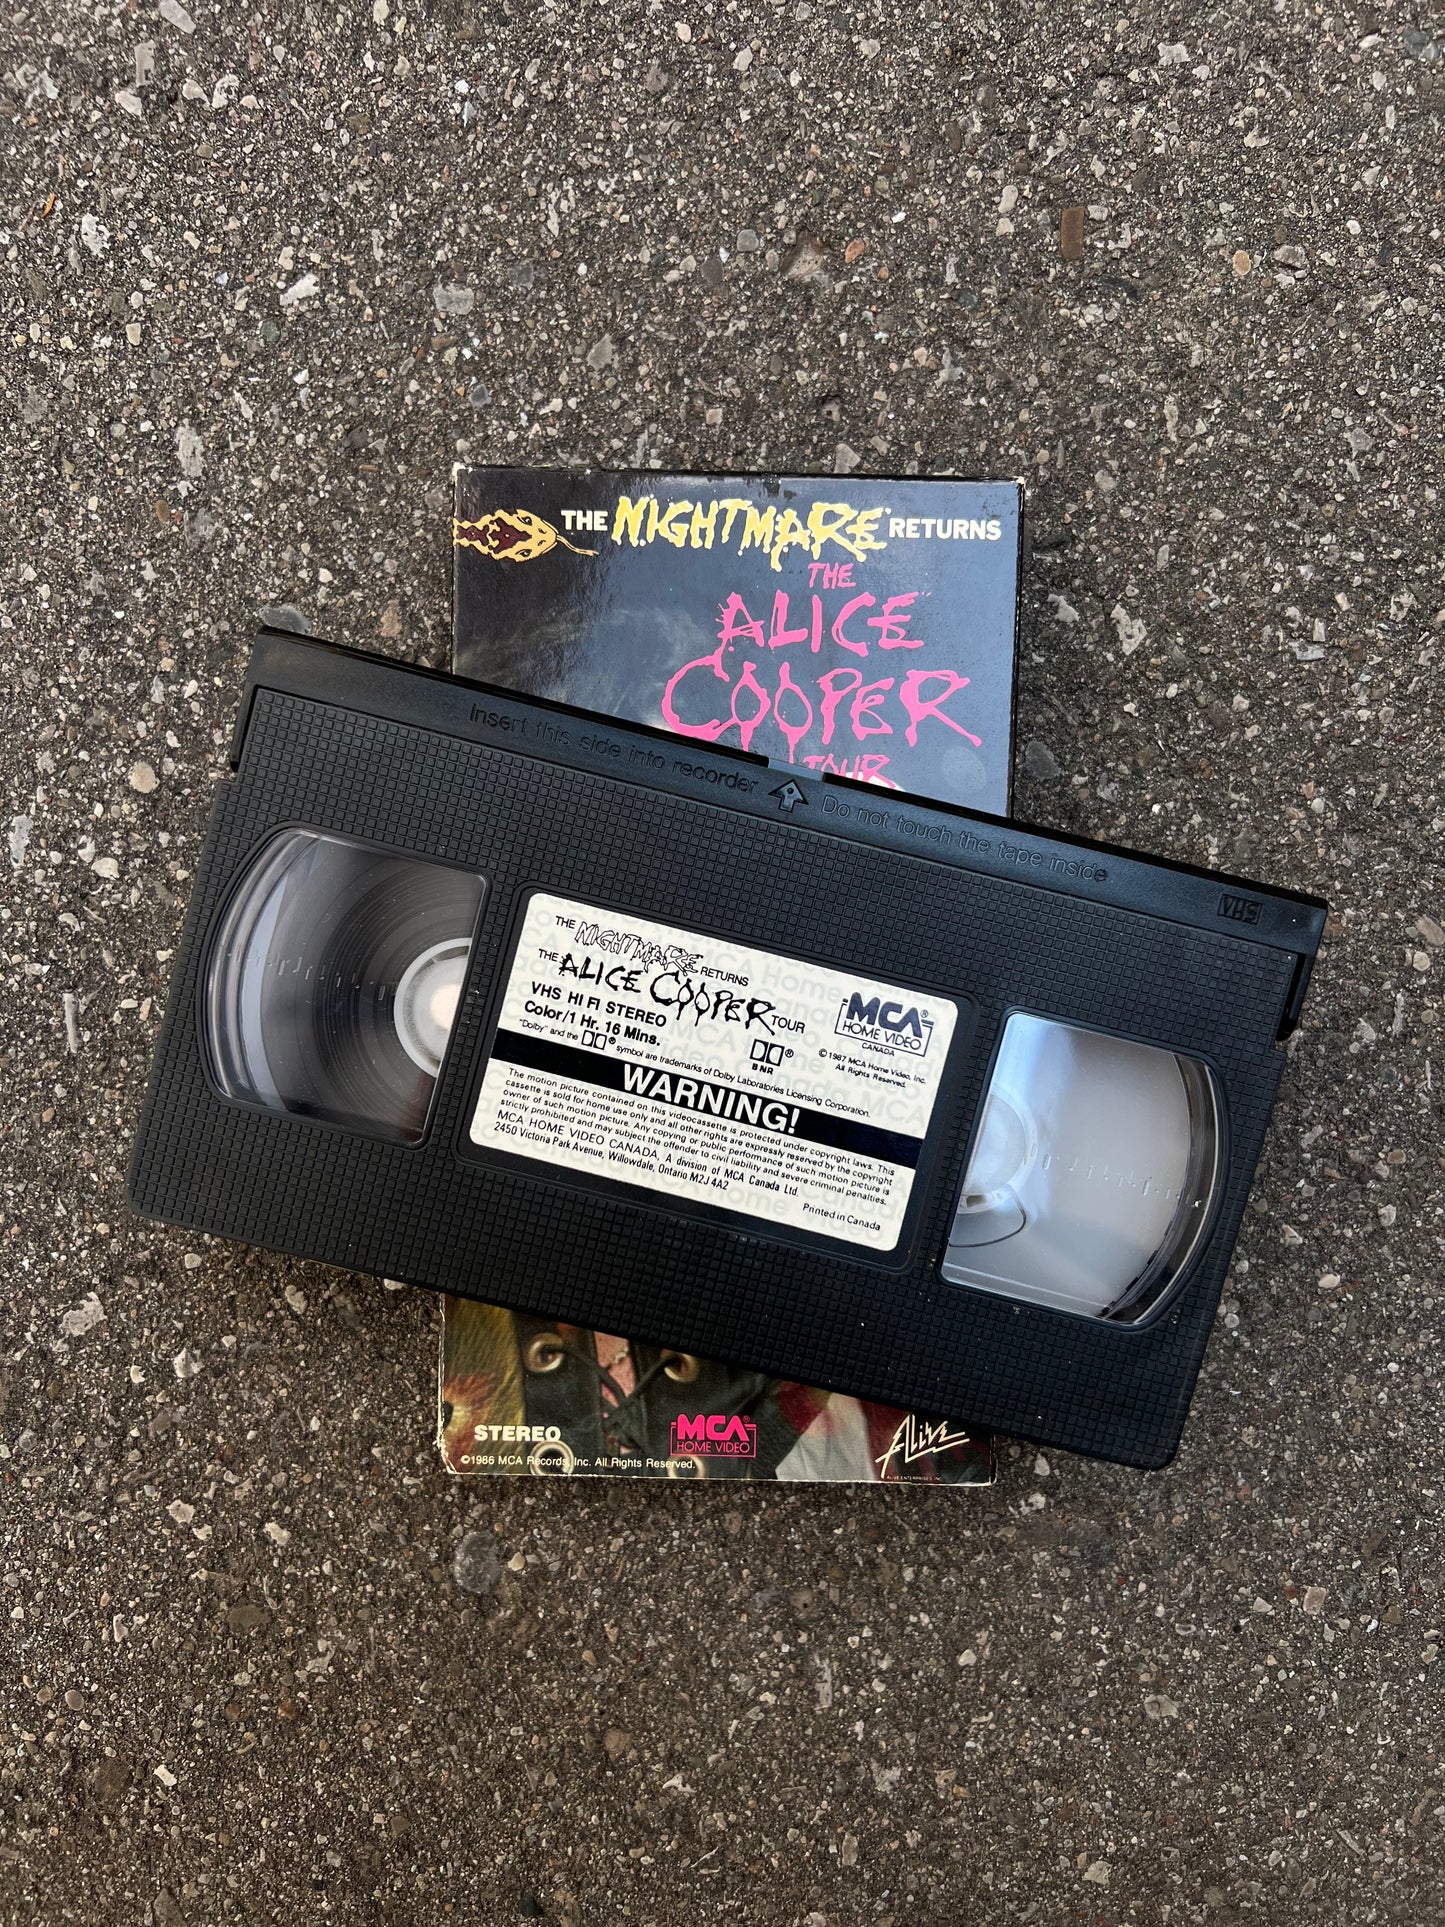 THE NIGHTMARE RETURNS
THE
ALICE
COOPER
TOUR
Insert this side into recorder
Do not touch the tape inside
VHS
THE NIGHTMARE RETURNS
THE ALICE COOPER TOUR
VHS HI FI STEREO
Color/1 Hr. 16 Mins.
MCA®
HOME VIDEO
CANADA
®
B NR
©1987 MCA Home Video, Inc.
All Rights Reserved.
"Dolby" and the ® symbol are trademarks of Dolby Laboratories Licensing Corporation.
WARNING!
The motion picture contained on this videocassette is protected under copyright laws. This
cassette is sold for home use only and all other rights are expressly reserved by the copyright
owner of such motion picture. Any copying or public performance of such motion picture is
strictly prohibited and may subject the offender to civil liability and severe criminal penalties.
MCA HOME VIDEO CANADA, A division of MCA Canada Ltd.
2450 Victoria Park Avenue, Willowdale, Ontario M2J 4A2
Printed in Canada
STEREO
©1986 MCA Records, Inc. All Rights Reserved.
MCA®
HOME VIDEO
ALIVE
ALIVE ENTERPRISES INC.